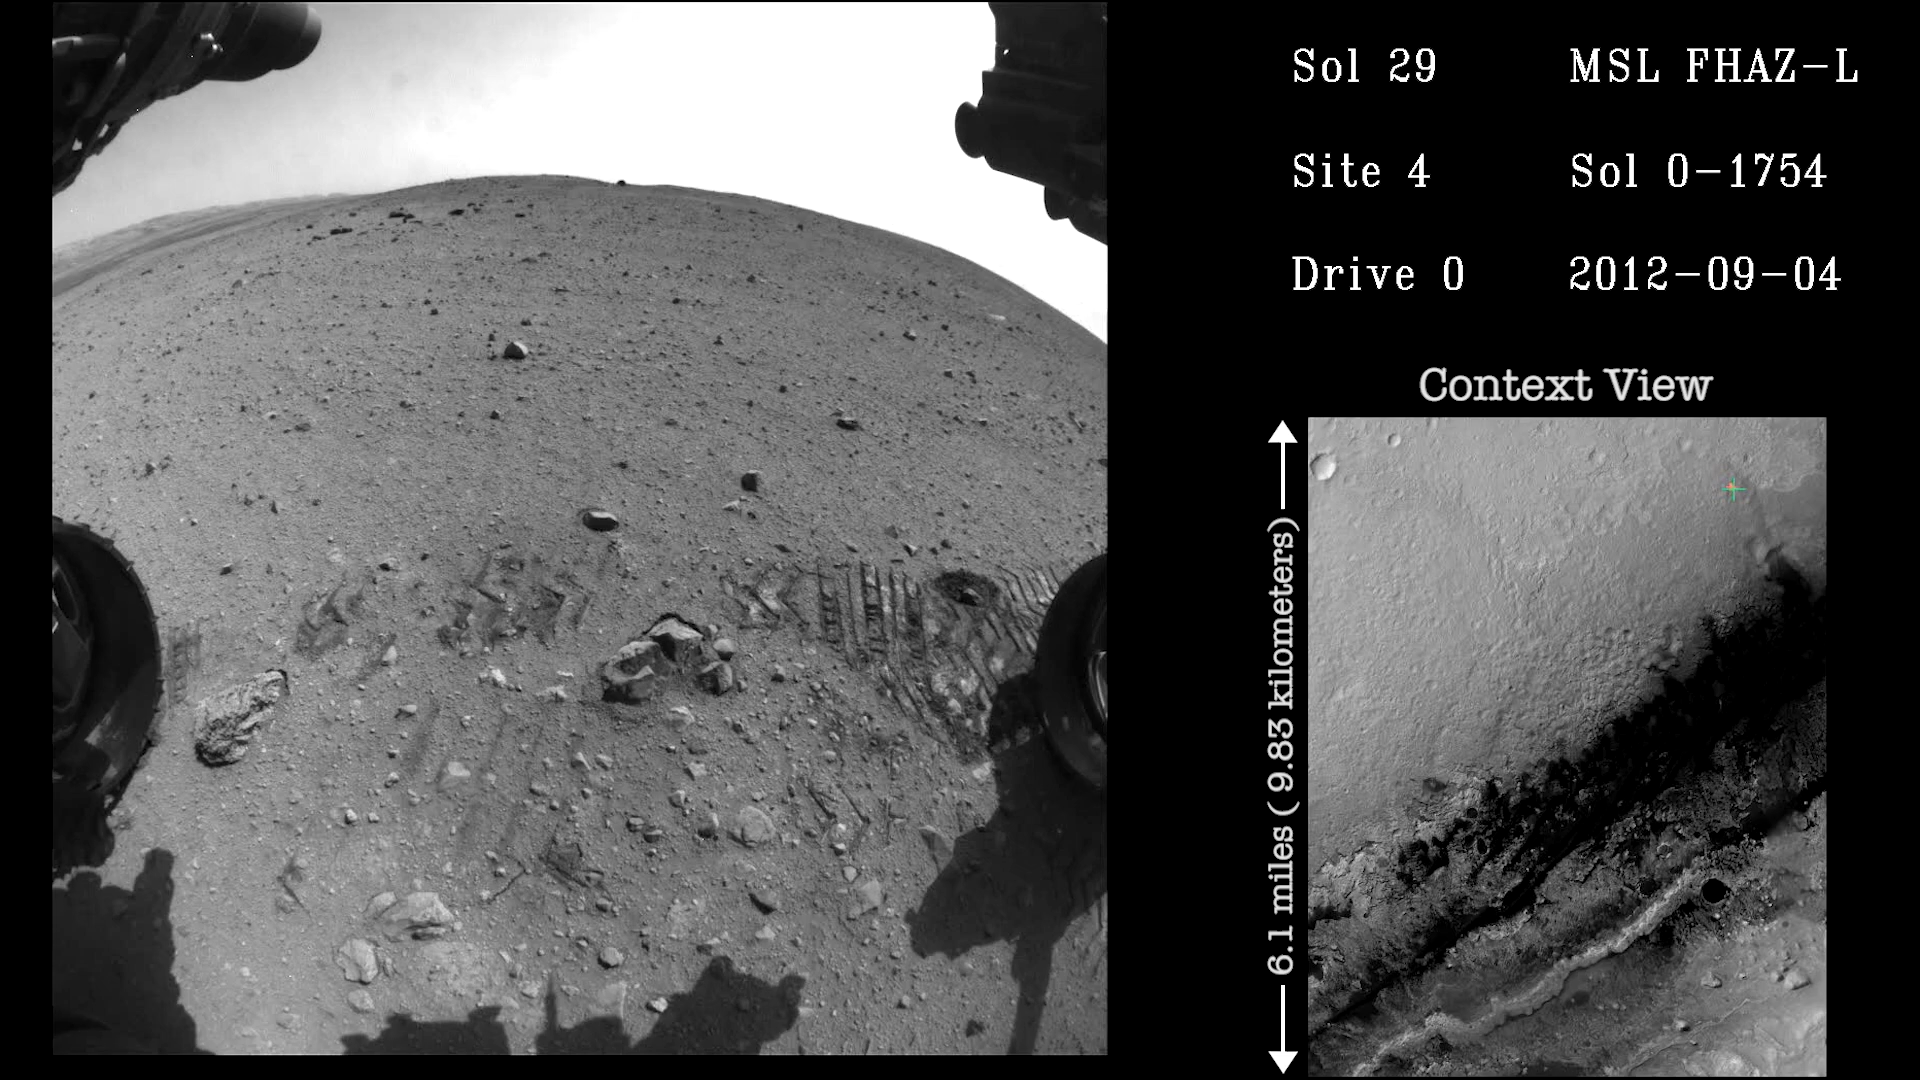 Sol 29 MSL FHAZ-L
Site 4 Sol 0-1754
Drive 0 2012-09-04
Context View
6.1 miles ( 9.83 kilometers)